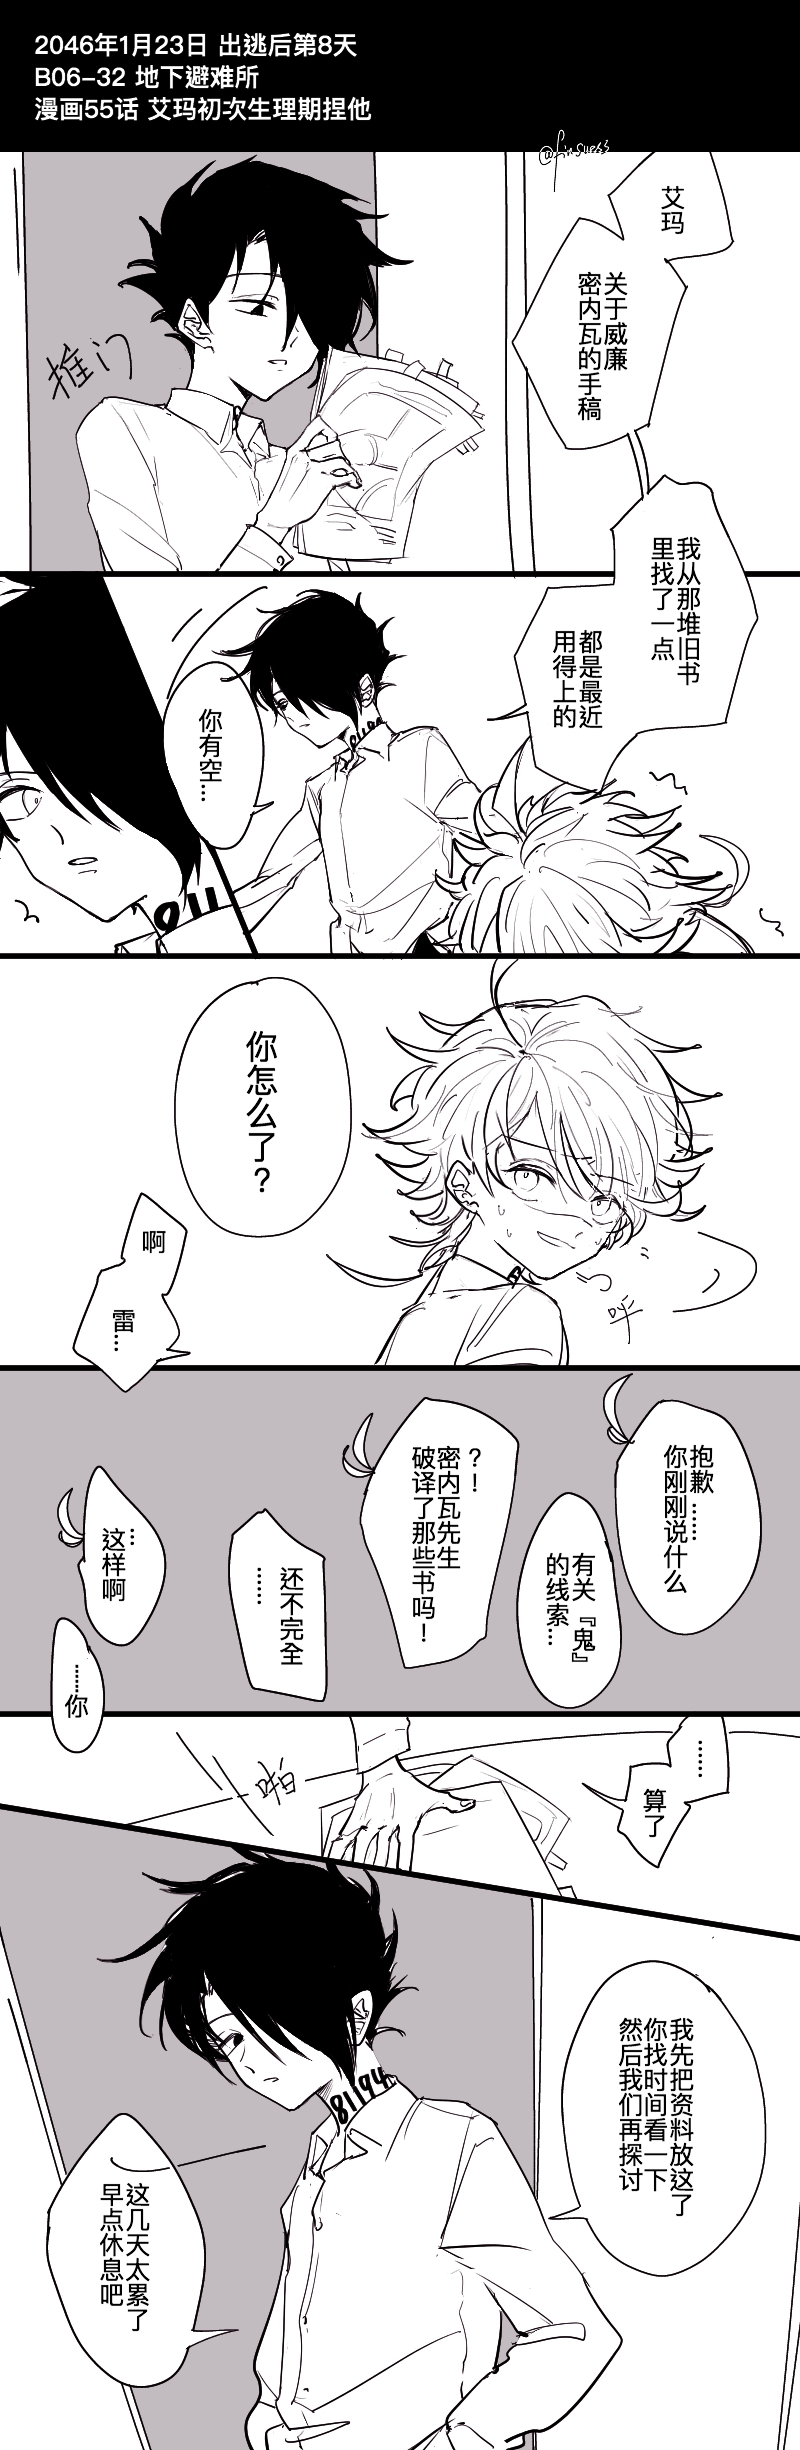 2046年1月23日 出逃后第8天
B06-32 地下避难所
漫画55话 艾玛初次生理期捏他
@finsuess
艾玛
关于威廉
密内瓦的手稿
推门
我从那堆旧书
里找了一点
都是最近
用得上的
你有空…
81194
011
你怎么了？
啊
雷…
呼
抱歉……
你刚刚说什么
有关『鬼』
的线索…
？！
密内瓦先生
破译了那些书吗！
还不完全
……
…
这样啊
……你
……
算了
啪
我先把资料放这了
你找时间看一下
然后我们再探讨
81194
这几天太累了
早点休息吧